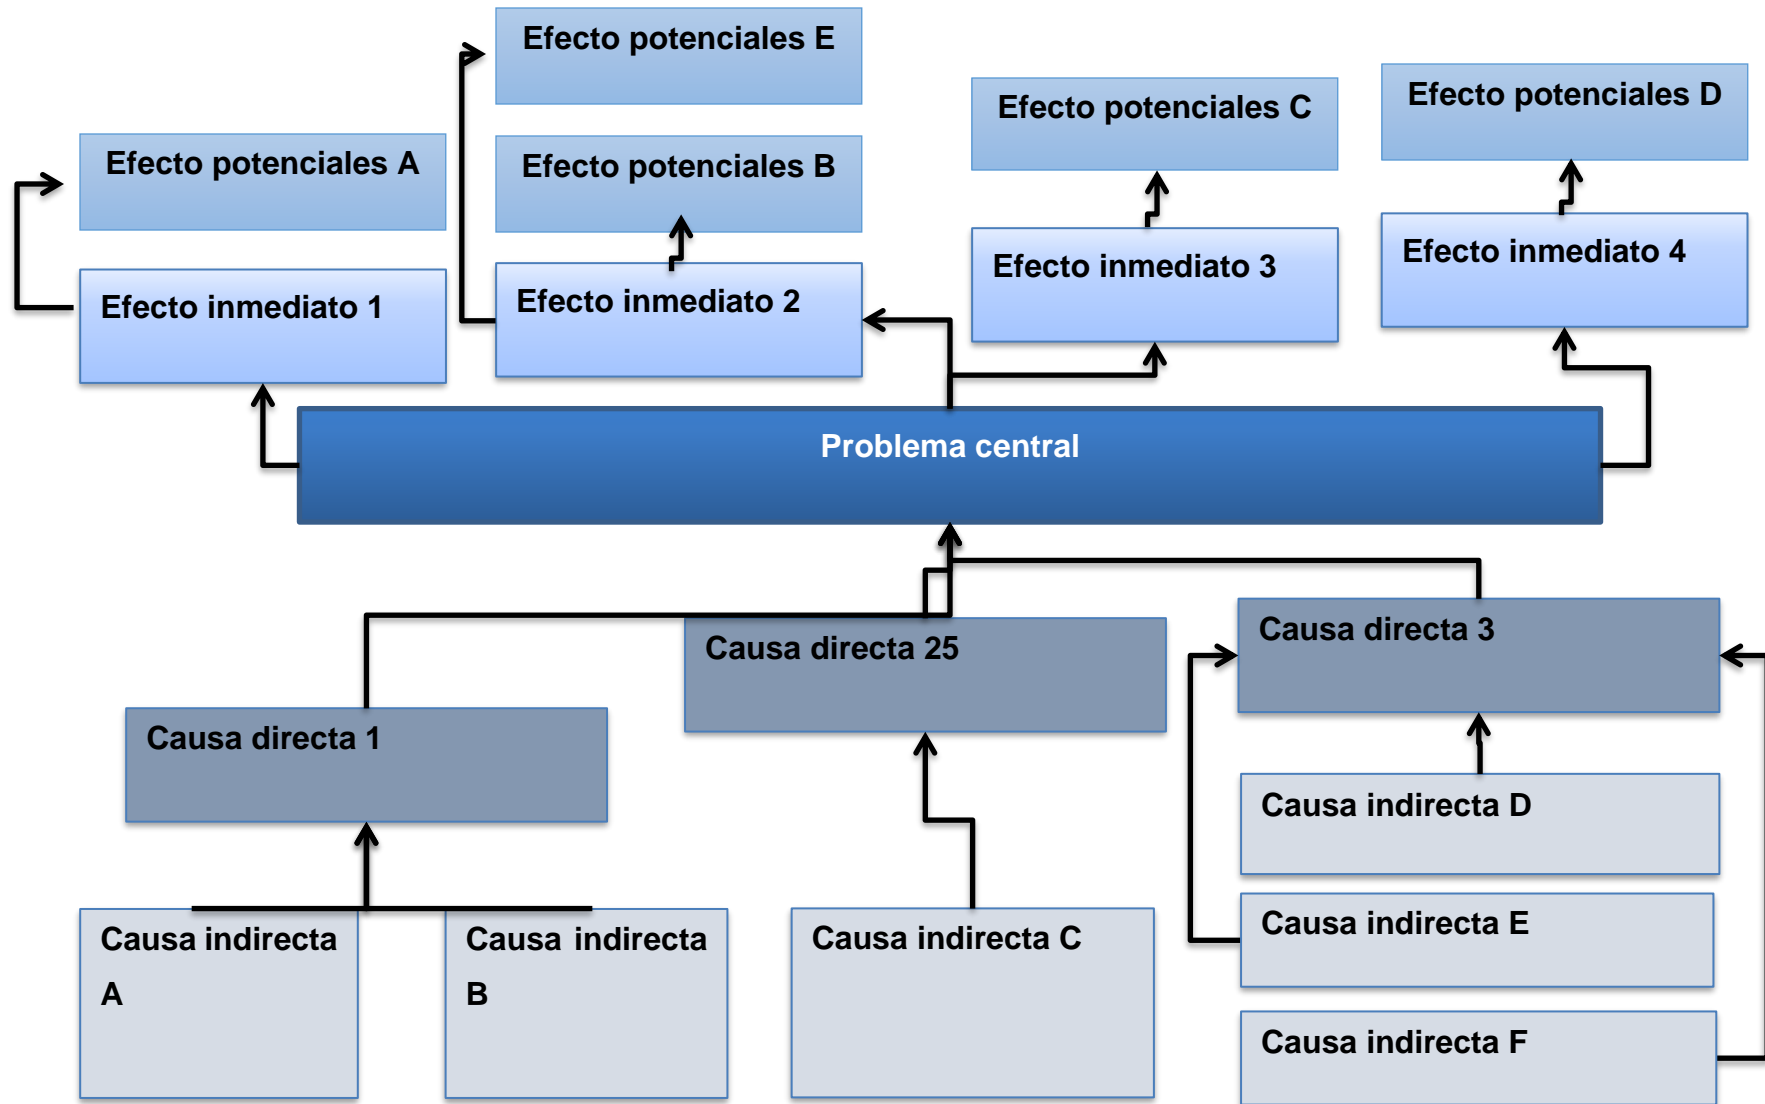 Efecto potenciales E
Efecto potenciales C
Efecto potenciales D
Efecto potenciales A
Efecto potenciales B
Efecto inmediato 1
Efecto inmediato 2
Efecto inmediato 3
Efecto inmediato 4
Problema central
Causa directa 1
Causa directa 25
Causa directa 3
Causa indirecta
A
Causa indirecta
B
Causa indirecta C
Causa indirecta D
Causa indirecta E
Causa indirecta F